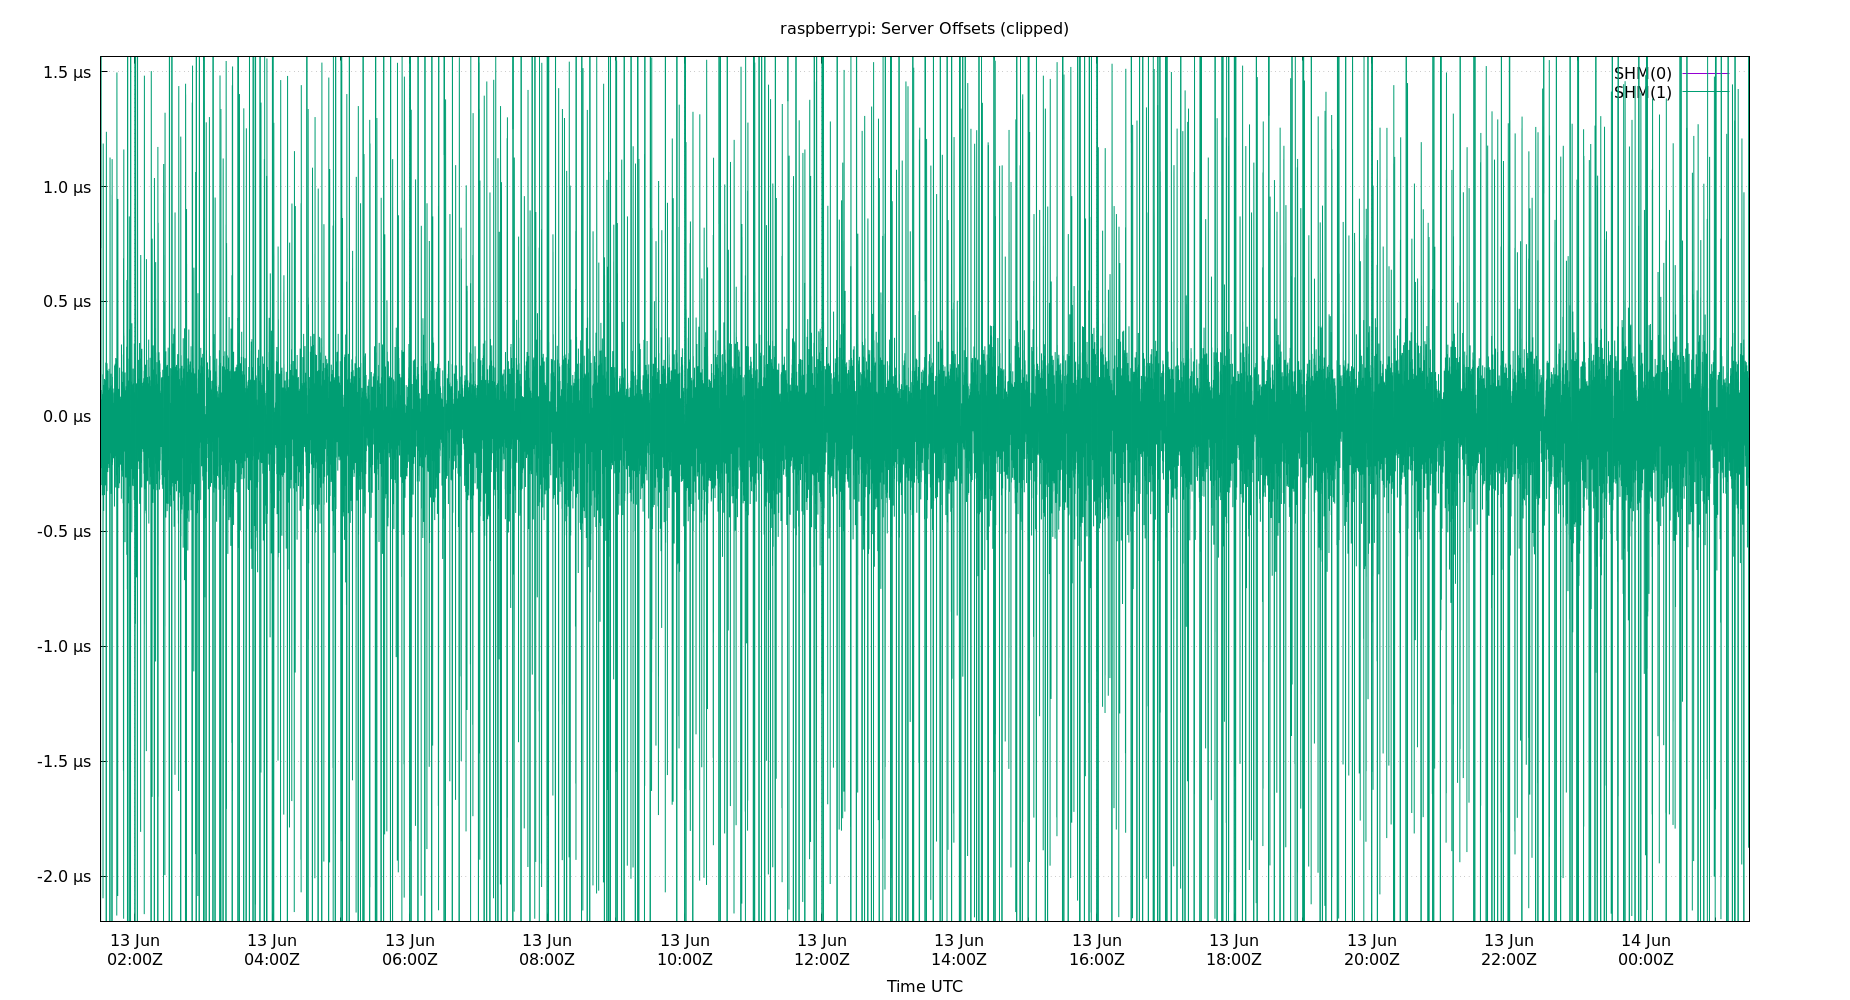 raspberrypi: Server Offsets (clipped)
SHM(0)
SHM(1)
1.5 µs
1.0 µs
0.5 µs
0.0 µs
-0.5 µs
-1.0 µs
-1.5 µs
-2.0 µs
13 Jun 13 Jun 13 Jun 13 Jun 13 Jun 13 Jun 13 Jun 13 Jun 13 Jun 13 Jun 13 Jun 14 Jun
02:00Z 04:00Z 06:00Z 08:00Z 10:00Z 12:00Z 14:00Z 16:00Z 18:00Z 20:00Z 22:00Z 00:00Z
Time UTC